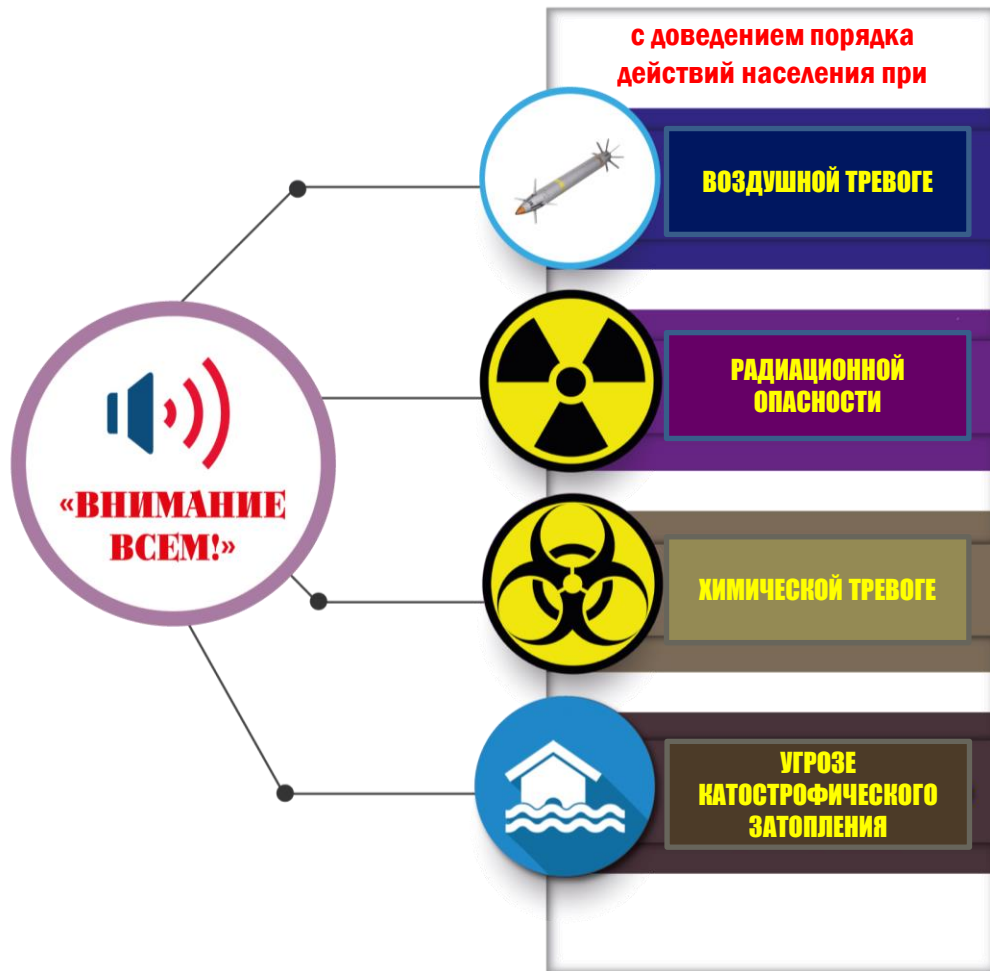 с доведением порядка
действий населения при
ВОЗДУШНОЙ ТРЕВОГЕ
РАДИАЦИОННОЙ
ОПАСНОСТИ
«ВНИМАНИЕ
ВСЕМ!»
ХИМИЧЕСКОЙ ТРЕВОГЕ
УГРОЗЕ
КАТОСТРОФИЧЕСКОГО
ЗАТОПЛЕНИЯ